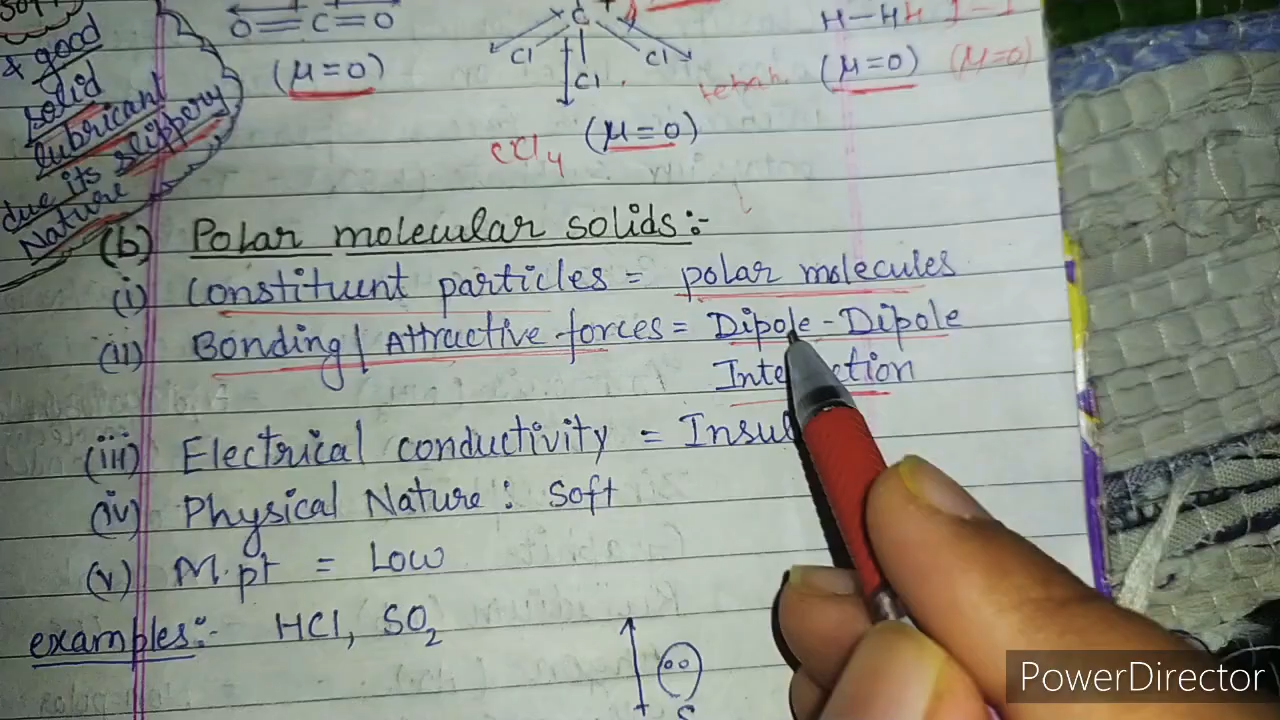 O=C=O
(μ=0)
C
Cl
Cl
Cl
H-H
(μ=0)
(μ=0)
CCl4
(μ=0)
& good
solid
lubricant
due its slippery
Nature
(b) Polar molecular solids:-
(i) Constituent particles = polar molecules
(ii) Bonding/Attractive forces = Dipole-Dipole
(iii) Electrical conductivity =
(iv) Physical Nature: Soft
(v) M.pt = Low
examples:- HCl, SO2
S
PowerDirector